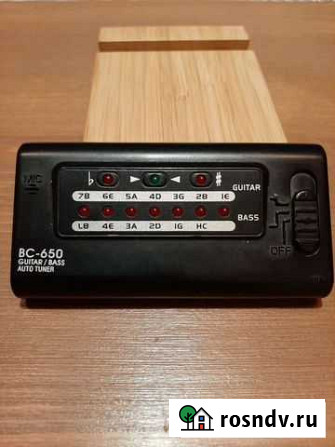 MIC
♭ ► ◄ #
GUITAR
7B 6E 5A 4D 3G 2B 1E
BASS
LB 4E 3A 2D 1G HC
OFF
BC-650
GUITAR / BASS
AUTO TUNER
rosndv.ru